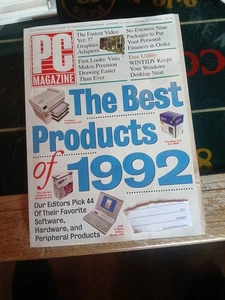 PC
MAGAZINE
The Fastest Video
Yet: 37
Graphics
Adapters
No Excuses: Nine
Packages to Put
Your Personal
Finances in Order
First Looks: Visio
Makes Precision
Drawing Easier
Than Ever
Free Utility:
WINTIDY Keeps
Your Windows
Desktop Neat
The Best
Products
of 1992
Our Editors Pick 44
Of Their Favorite
Software,
Hardware, and
Peripheral Products